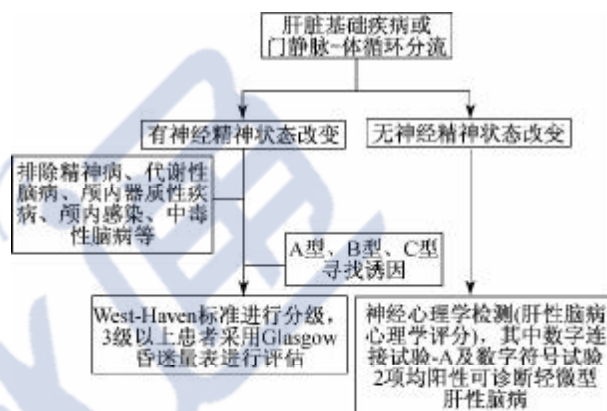 肝脏基础疾病或
门静脉-体循环分流
有神经精神状态改变
无神经精神状态改变
排除精神病、代谢性
脑病、颅内器质性疾
病、颅内感染、中毒
性脑病等
A型、B型、C型
寻找诱因
West-Haven标准进行分级，
3级以上患者采用Glasgow
昏迷量表进行评估
神经心理学检测(肝性脑病
心理学评分)，其中数字连
接试验-A及数字符号试验
2项均阳性可诊断轻微型
肝性脑病